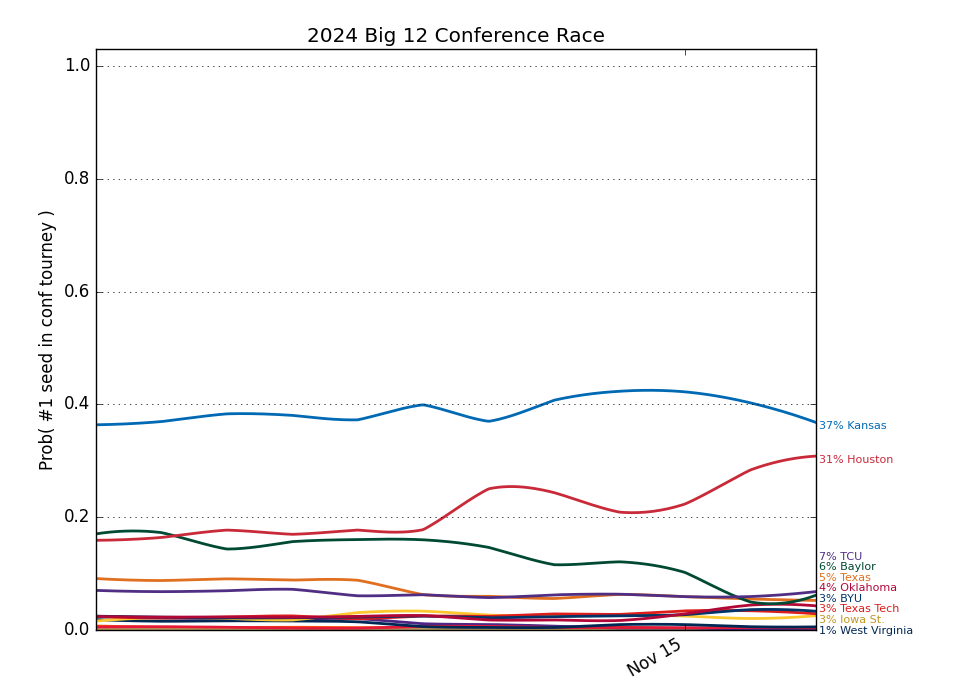 2024 Big 12 Conference Race
Prob( #1 seed in conf tourney )
1.0
0.8
0.6
0.4
0.2
0.0
37% Kansas
31% Houston
7% TCU
6% Baylor
5% Texas
4% Oklahoma
3% BYU
3% Texas Tech
3% Iowa St.
1% West Virginia
Nov 15